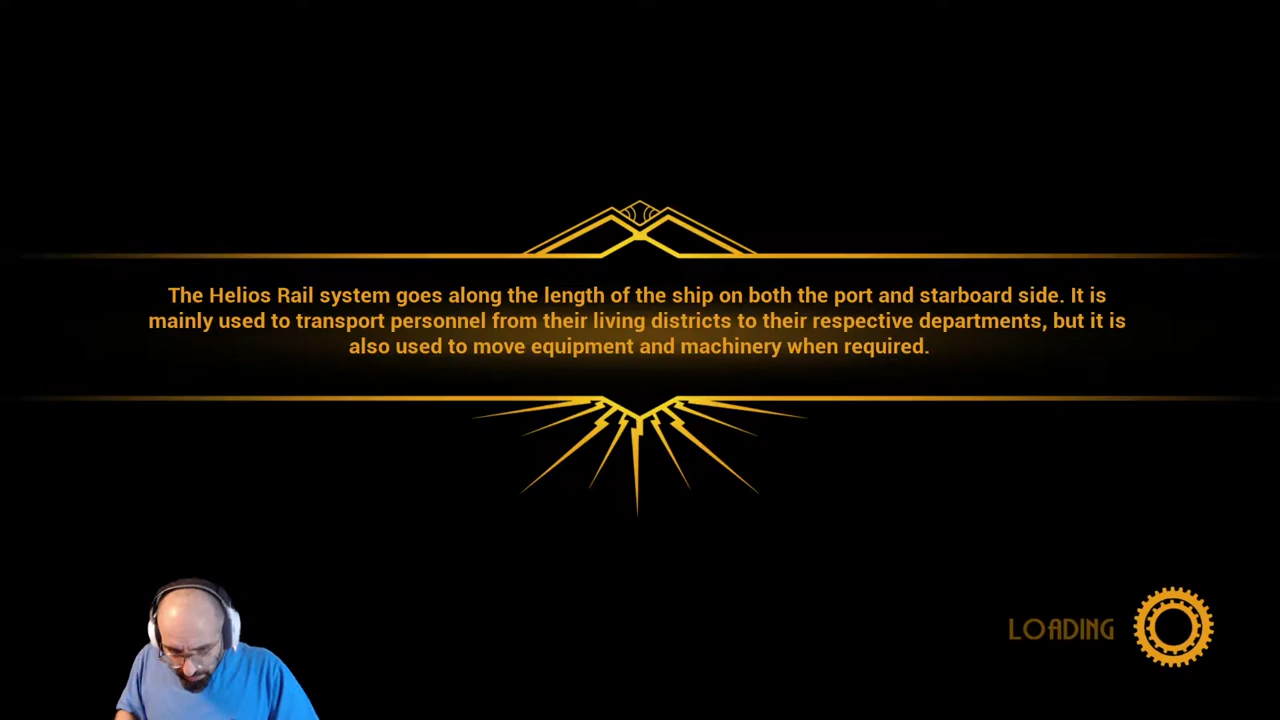 The Helios Rail system goes along the length of the ship on both the port and starboard side. It is
mainly used to transport personnel from their living districts to their respective departments, but it is
also used to move equipment and machinery when required.
LOADING